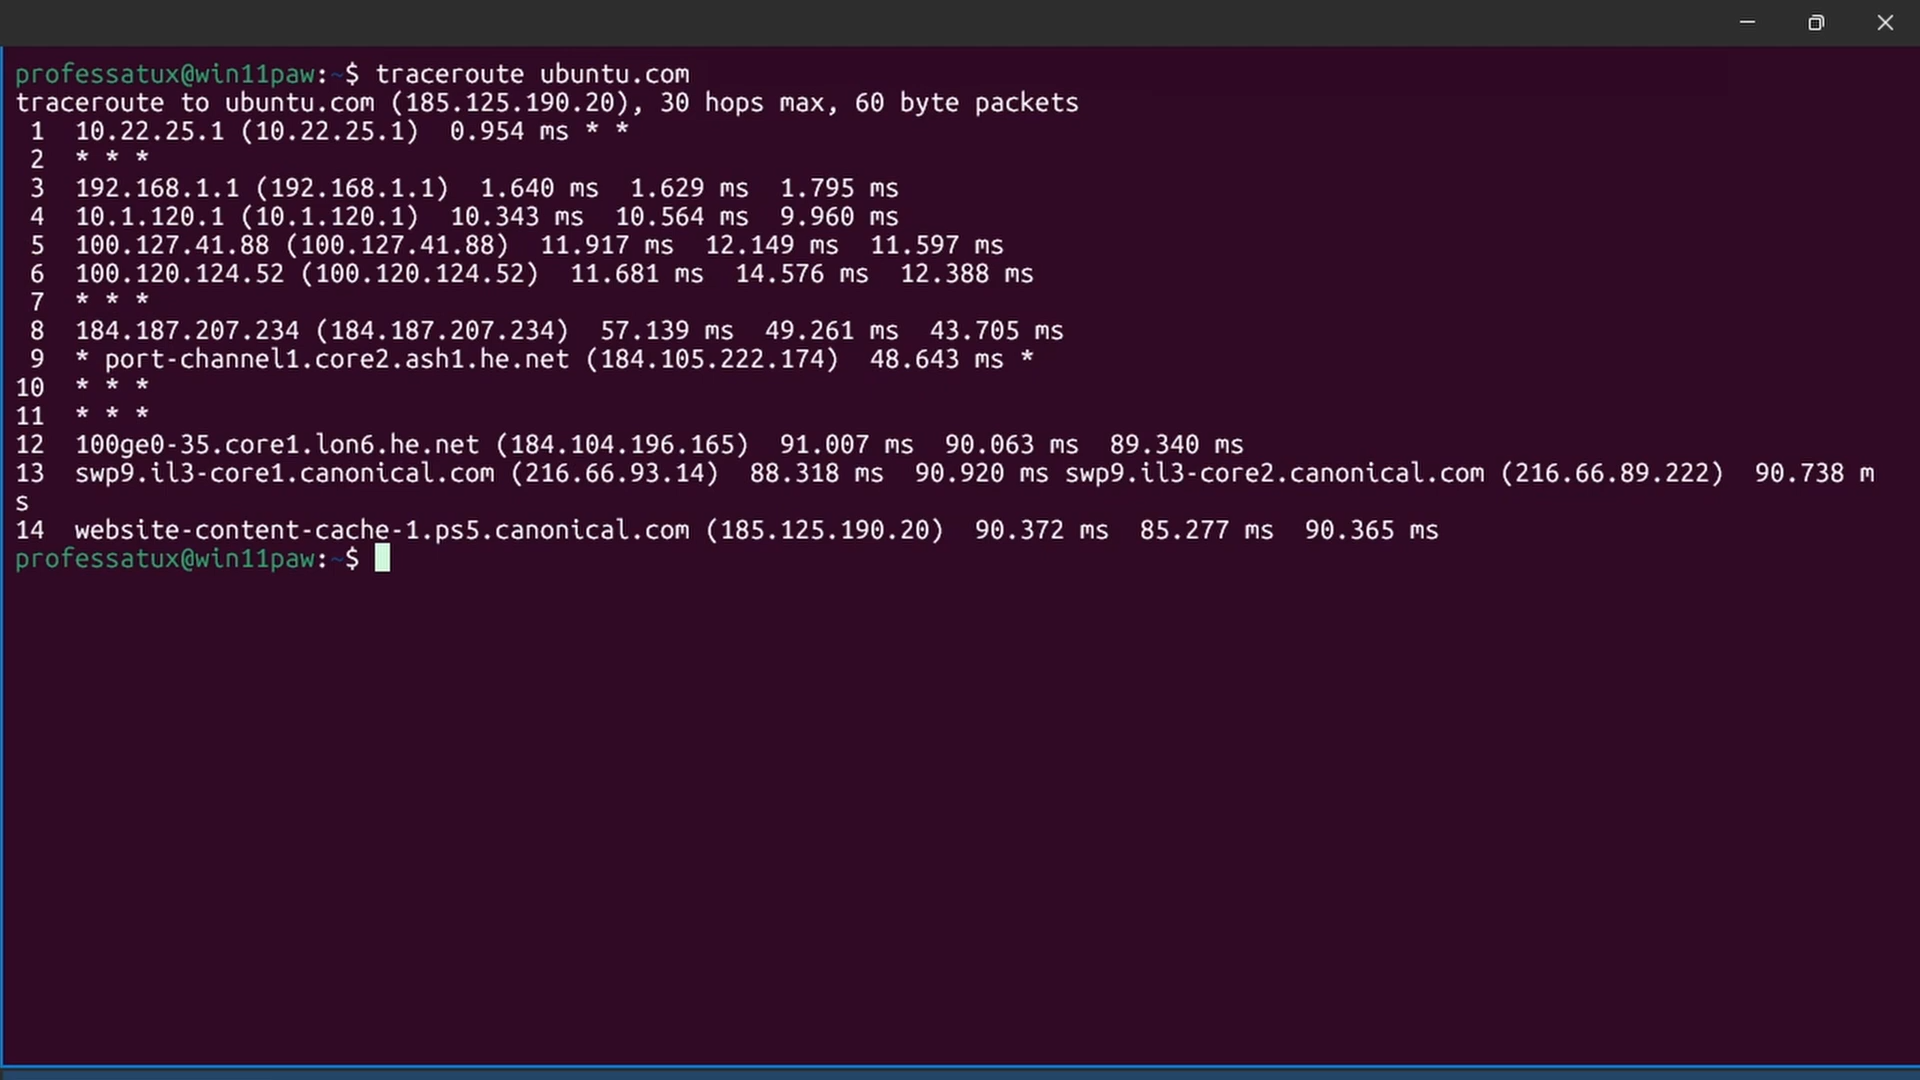 professatux@win11paw:~$ traceroute ubuntu.com
traceroute to ubuntu.com (185.125.190.20), 30 hops max, 60 byte packets
 1  10.22.25.1 (10.22.25.1)  0.954 ms * *
 2  * * *
 3  192.168.1.1 (192.168.1.1)  1.640 ms  1.629 ms  1.795 ms
 4  10.1.120.1 (10.1.120.1)  10.343 ms  10.564 ms  9.960 ms
 5  100.127.41.88 (100.127.41.88)  11.917 ms  12.149 ms  11.597 ms
 6  100.120.124.52 (100.120.124.52)  11.681 ms  14.576 ms  12.388 ms
 7  * * *
 8  184.187.207.234 (184.187.207.234)  57.139 ms  49.261 ms  43.705 ms
 9  * port-channel1.core2.ash1.he.net (184.105.222.174)  48.643 ms *
10  * * *
11  * * *
12  100ge0-35.core1.lon6.he.net (184.104.196.165)  91.007 ms  90.063 ms  89.340 ms
13  swp9.il3-core1.canonical.com (216.66.93.14)  88.318 ms  90.920 ms swp9.il3-core2.canonical.com (216.66.89.222)  90.738 m
s
14  website-content-cache-1.ps5.canonical.com (185.125.190.20)  90.372 ms  85.277 ms  90.365 ms
professatux@win11paw:~$